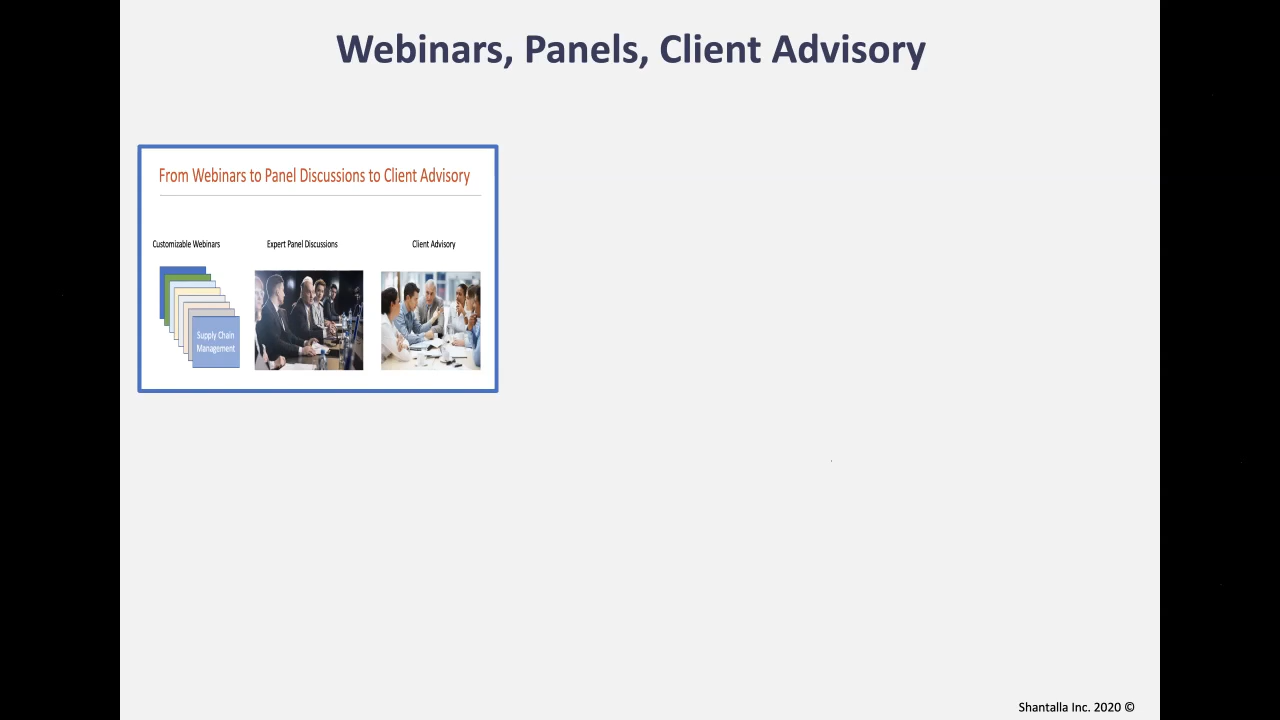 Webinars, Panels, Client Advisory
From Webinars to Panel Discussions to Client Advisory
Customizable Webinars
Expert Panel Discussions
Client Advisory
Supply Chain
Management
Shantalla Inc. 2020 ©